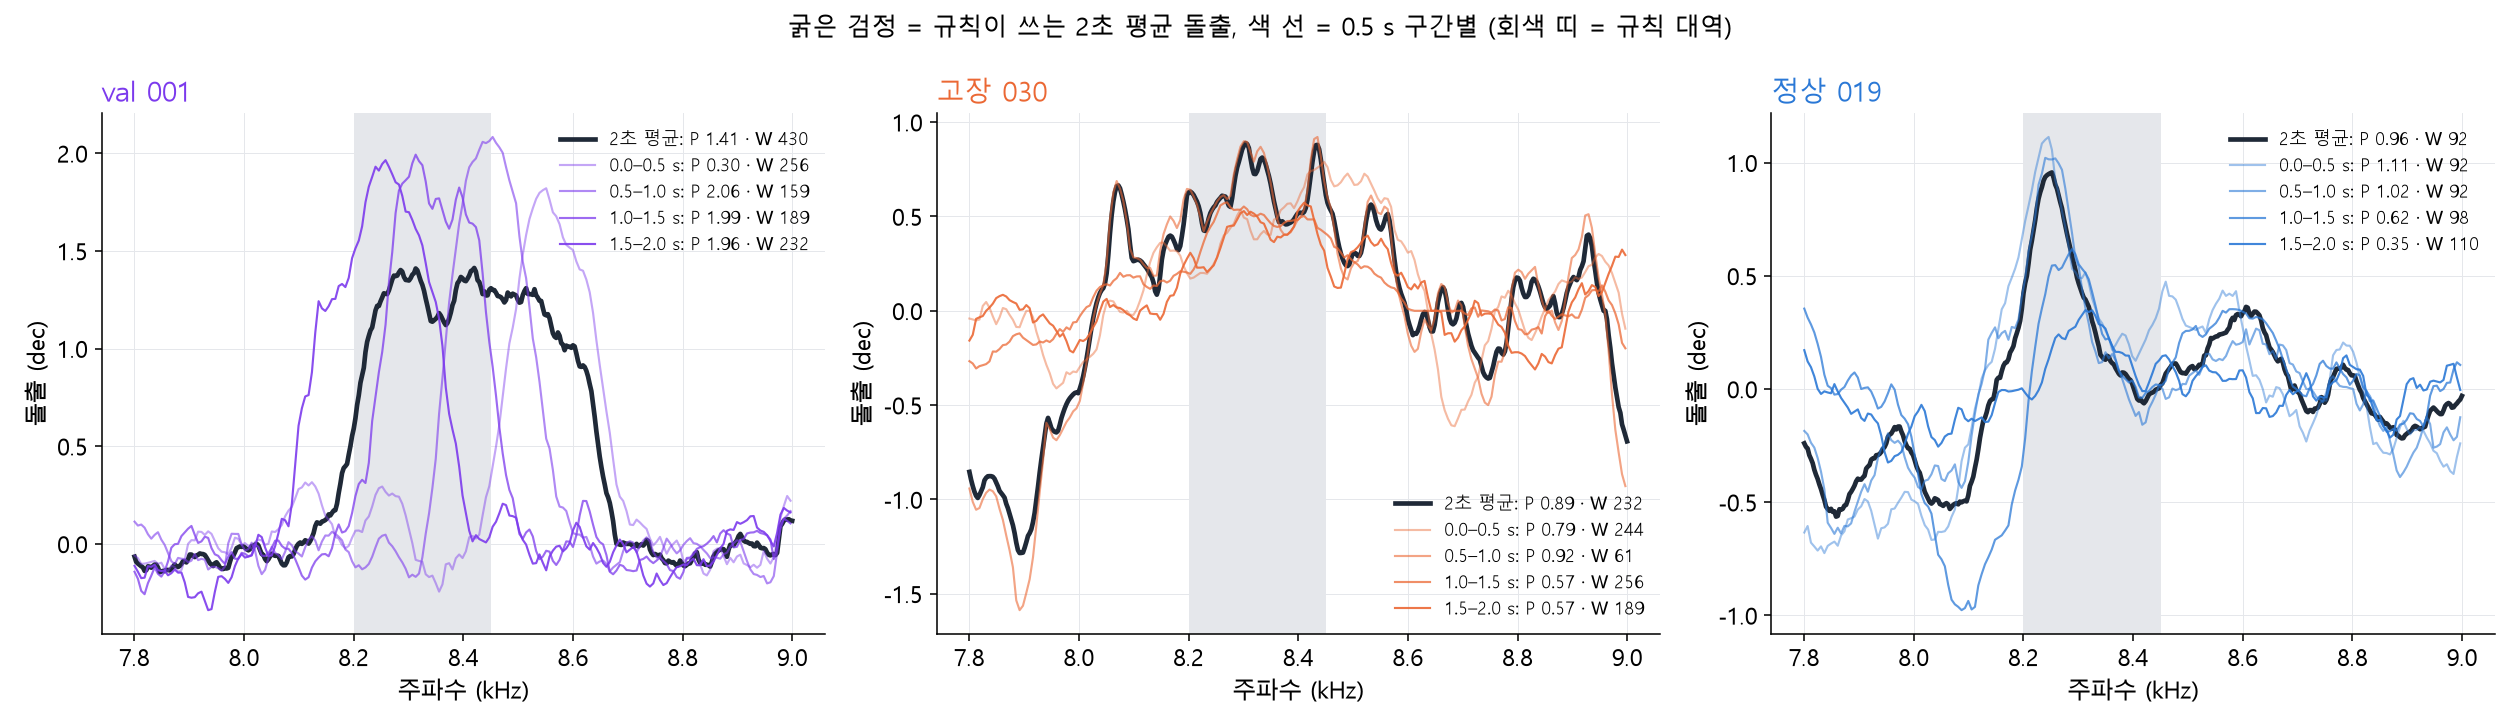 굵은 검정 = 규칙이 쓰는 2초 평균 돌출, 색 선 = 0.5 s 구간별 (회색 띠 = 규칙 대역)
val 001
2초 평균: P 1.41 · W 430
0.0–0.5 s: P 0.30 · W 256
0.5–1.0 s: P 2.06 · W 159
1.0–1.5 s: P 1.99 · W 189
1.5–2.0 s: P 1.96 · W 232
2.0
1.5
1.0
0.5
0.0
돌출 (dec)
7.8 8.0 8.2 8.4 8.6 8.8 9.0
주파수 (kHz)
고장 030
1.0
0.5
0.0
-0.5
-1.0
-1.5
돌출 (dec)
2초 평균: P 0.89 · W 232
0.0–0.5 s: P 0.79 · W 244
0.5–1.0 s: P 0.92 · W 61
1.0–1.5 s: P 0.57 · W 256
1.5–2.0 s: P 0.57 · W 189
7.8 8.0 8.2 8.4 8.6 8.8 9.0
주파수 (kHz)
정상 019
2초 평균: P 0.96 · W 92
0.0–0.5 s: P 1.11 · W 92
0.5–1.0 s: P 1.02 · W 92
1.0–1.5 s: P 0.62 · W 98
1.5–2.0 s: P 0.35 · W 110
1.0
0.5
0.0
-0.5
-1.0
돌출 (dec)
7.8 8.0 8.2 8.4 8.6 8.8 9.0
주파수 (kHz)